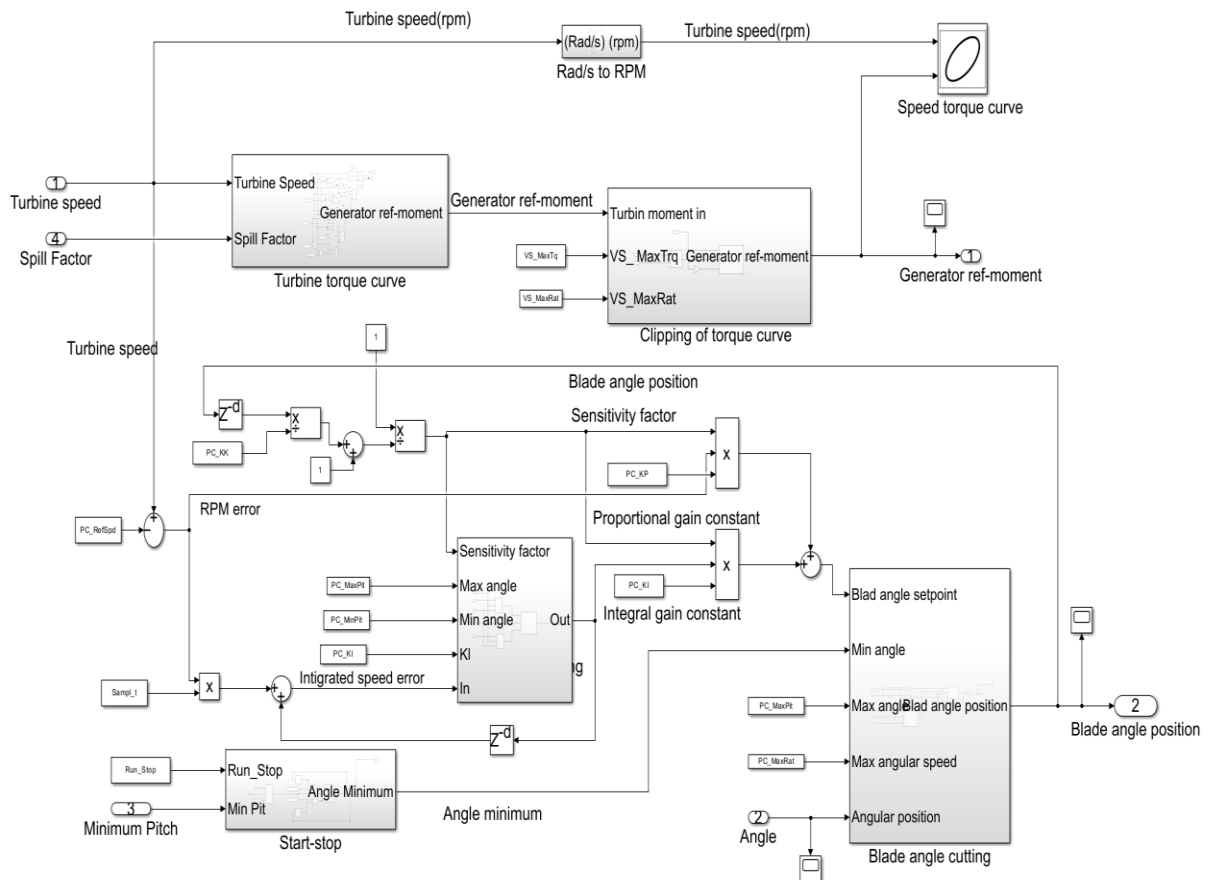 Turbine speed(rpm)
(Rad/s) (rpm)
Rad/s to RPM
Turbine speed(rpm)
Speed torque curve
1
Turbine speed
4
Spill Factor
Turbine Speed
Generator ref-moment
Spill Factor
Turbine torque curve
Generator ref-moment
Turbin moment in
VS_MaxTq
VS_ MaxTrq
Generator ref-moment
VS_MaxRat
VS_MaxRat
Clipping of torque curve
1
Generator ref-moment
Turbine speed
1
Blade angle position
Z-d
x
÷
PC_KK
+
+
1
x
÷
Sensitivity factor
PC_KP
x
RPM error
PC_RefSpd
+
−
Proportional gain constant
x
PC_KI
Integral gain constant
+
+
Sensitivity factor
PC_MaxPit
Max angle
PC_MinPit
Min angle
Out
PC_KI
KI
ng
Intigrated speed error
In
Sampl_t
x
+
+
Z-d
Run_Stop
Run_Stop
Angle Minimum
3
Min Pit
Minimum Pitch
Start-stop
Angle minimum
Blad angle setpoint
Min angle
PC_MaxPit
Max angle
Blad angle position
PC_MaxRat
Max angular speed
2
Angle
Angular position
Blade angle cutting
2
Blade angle position